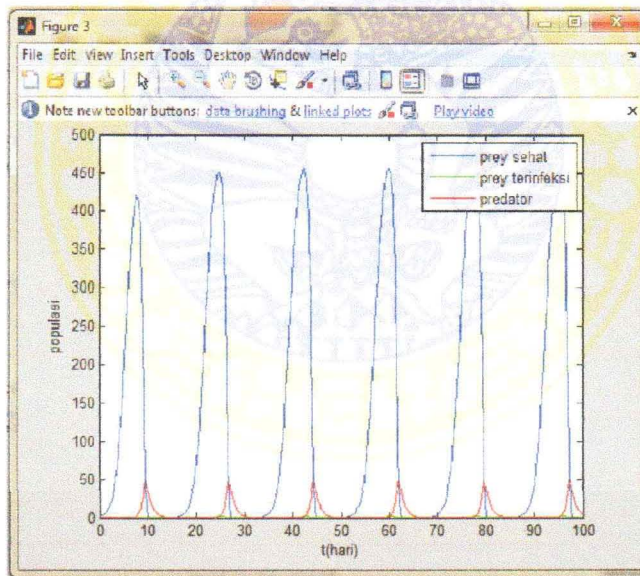 Figure 3
File Edit View Insert Tools Desktop Window Help
Note new toolbar buttons: data brushing & linked plots Play video
500
450
400
350
300
250
200
150
100
50
0
populasi
prey sehat
prey terinfeksi
predator
0 10 20 30 40 50 60 70 80 90 100
t(hari)